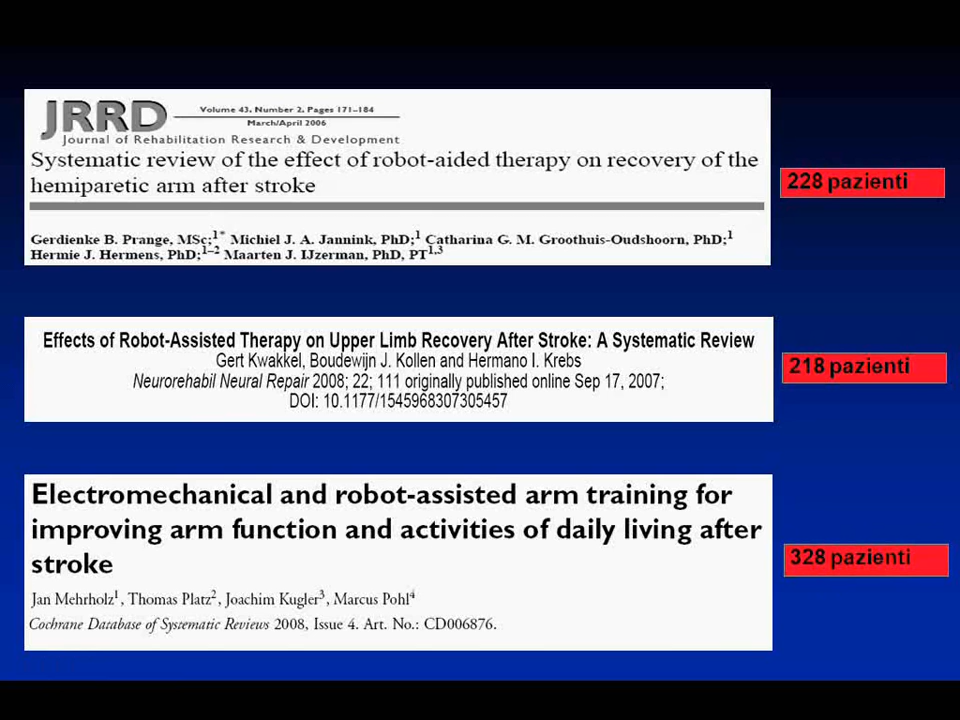 JRRD
Volume 43, Number 2, Pages 171–184
March/April 2006
Journal of Rehabilitation Research & Development
Systematic review of the effect of robot-aided therapy on recovery of the
hemiparetic arm after stroke
228 pazienti
Gerdienke B. Prange, MSc;1* Michiel J. A. Jannink, PhD;1 Catharina G. M. Groothuis-Oudshoorn, PhD;1
Hermie J. Hermens, PhD;1–2 Maarten J. IJzerman, PhD, PT1,3
Effects of Robot-Assisted Therapy on Upper Limb Recovery After Stroke: A Systematic Review
Gert Kwakkel, Boudewijn J. Kollen and Hermano I. Krebs
Neurorehabil Neural Repair 2008; 22; 111 originally published online Sep 17, 2007;
DOI: 10.1177/1545968307305457
218 pazienti
Electromechanical and robot-assisted arm training for
improving arm function and activities of daily living after
stroke
328 pazienti
Jan Mehrholz1, Thomas Platz2, Joachim Kugler3, Marcus Pohl4
Cochrane Database of Systematic Reviews 2008, Issue 4. Art. No.: CD006876.